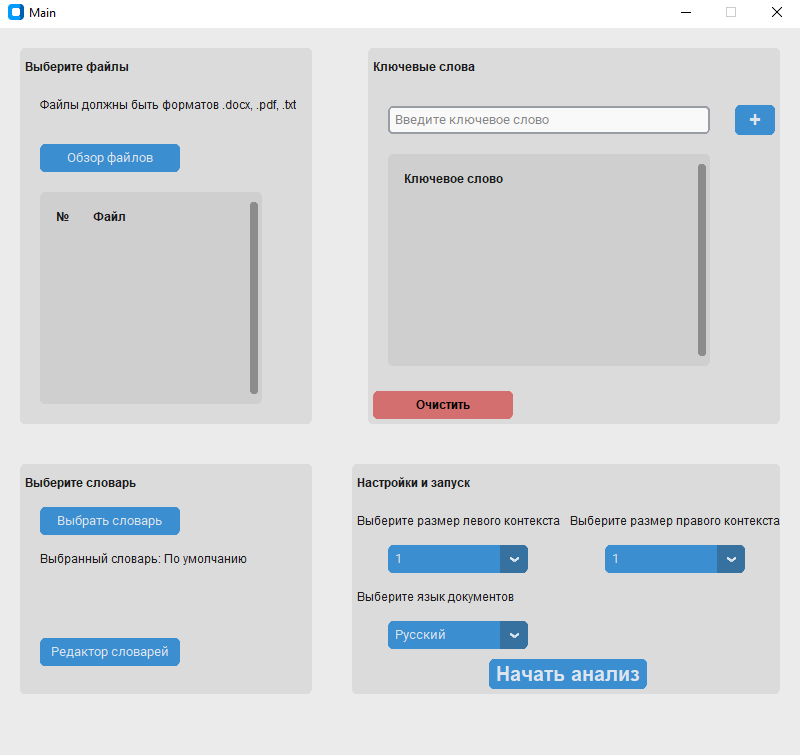 Main
Выберите файлы
Файлы должны быть форматов .docx, .pdf, .txt
Обзор файлов
№ Файл
Ключевые слова
Введите ключевое слово
+
Ключевое слово
Очистить
Выберите словарь
Выбрать словарь
Выбранный словарь: По умолчанию
Редактор словарей
Настройки и запуск
Выберите размер левого контекста Выберите размер правого контекста
1 1
Выберите язык документов
Русский
Начать анализ